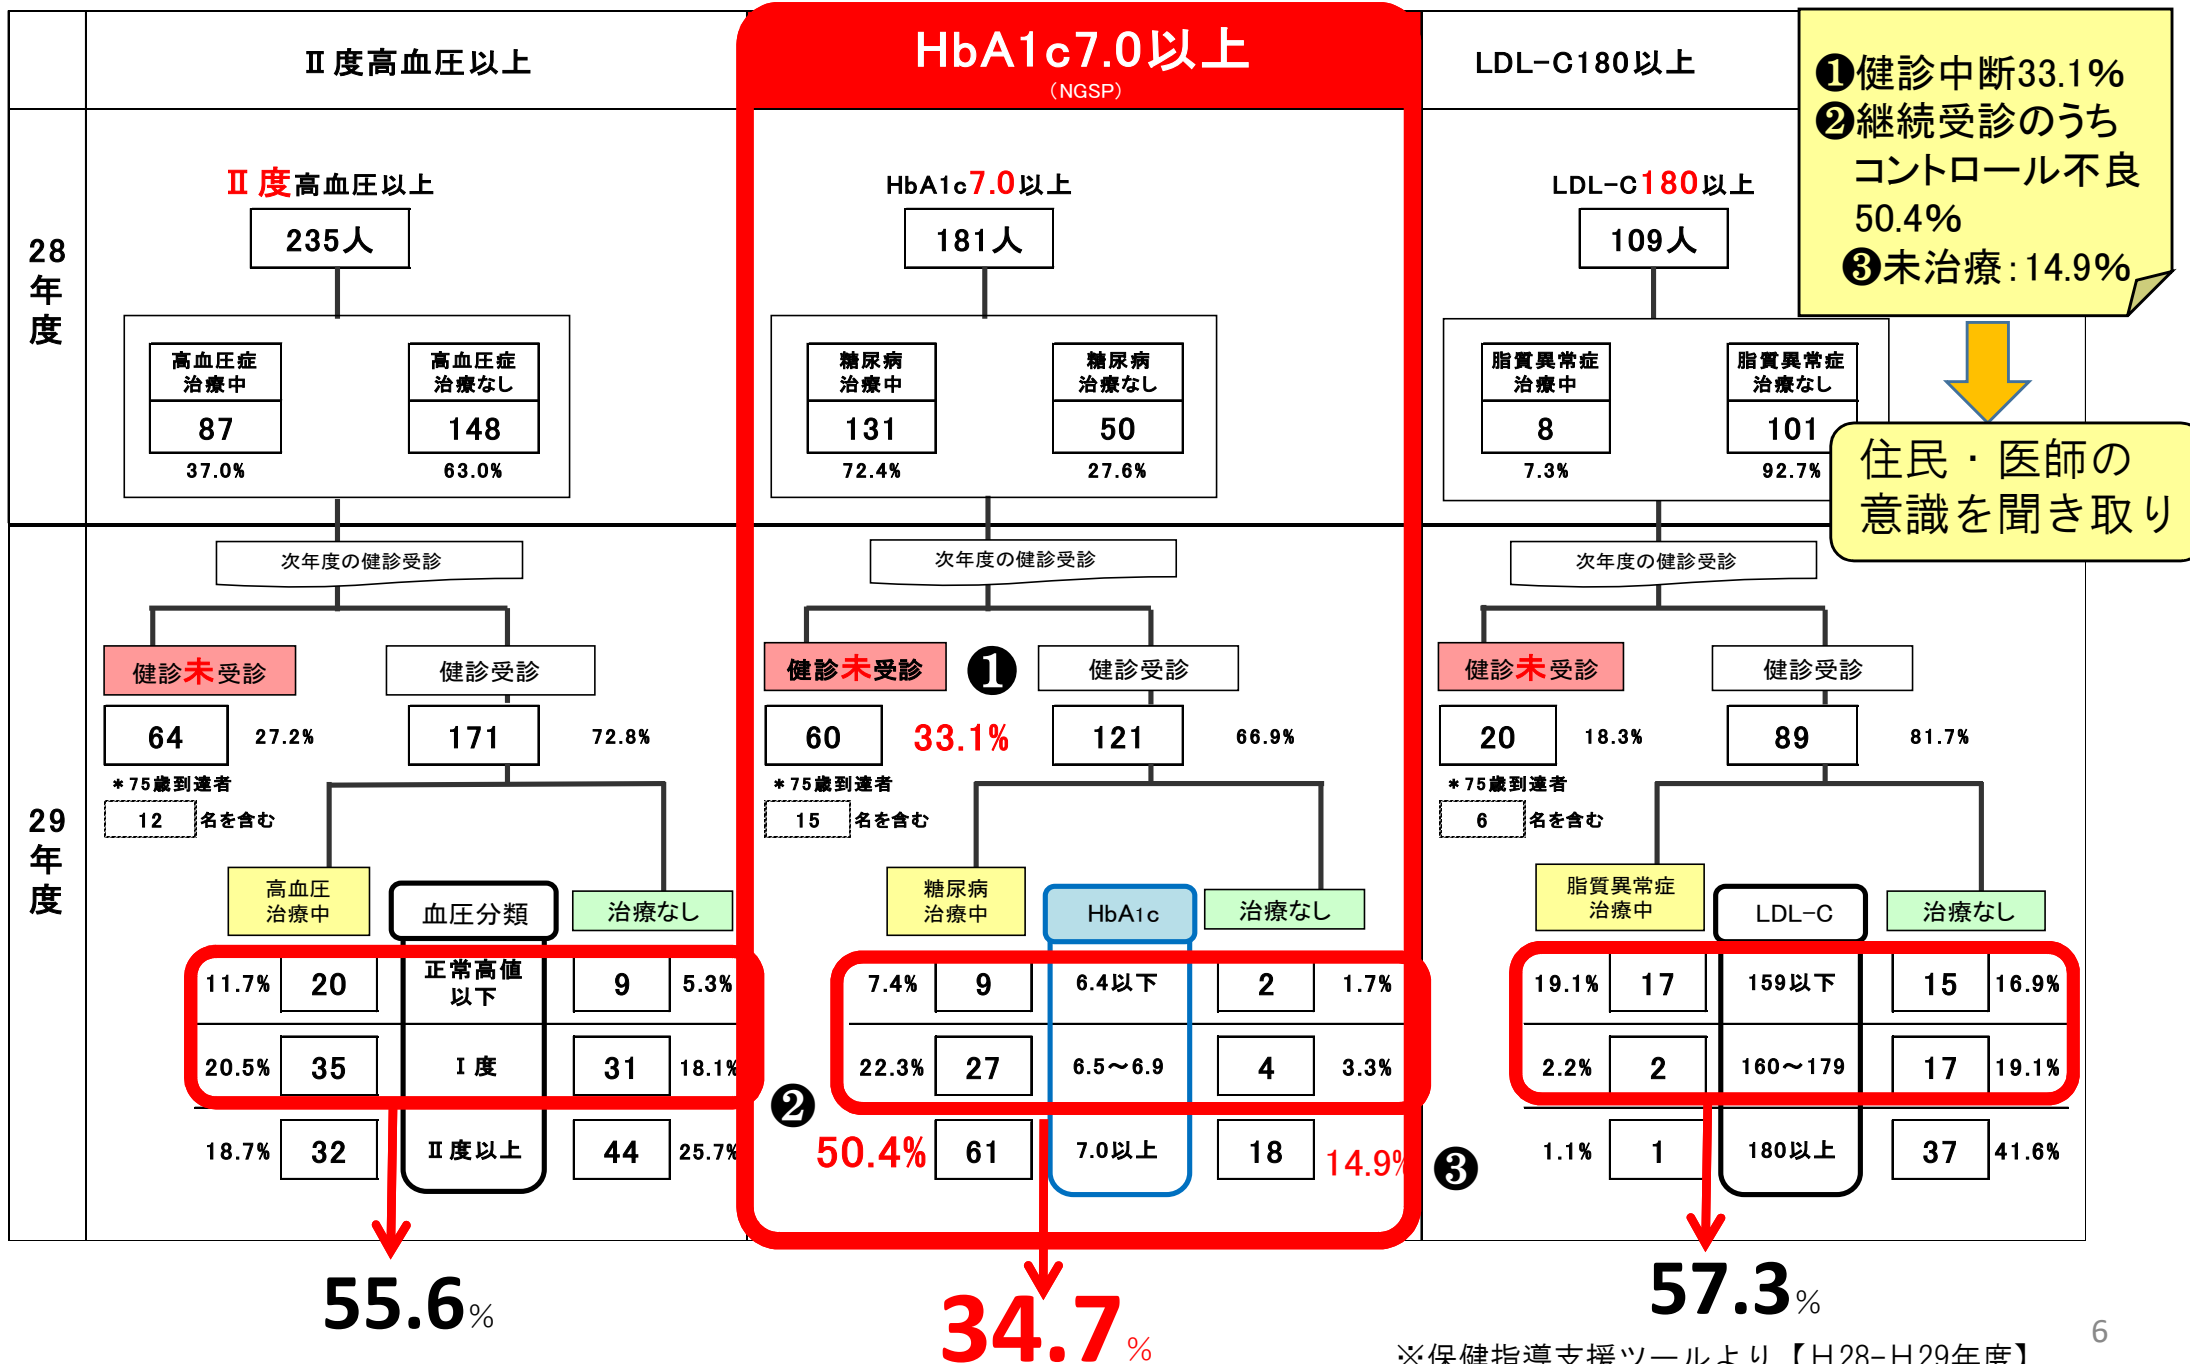 Ⅱ度高血圧以上
HbA1c7.0以上
（NGSP）
LDL-C180以上
❶健診中断33.1%
❷継続受診のうち
コントロール不良
50.4%
❸未治療：14.9%
住民・医師の
意識を聞き取り
28年度
Ⅱ度高血圧以上
235人
高血圧症
治療中
87
37.0%
高血圧症
治療なし
148
63.0%
HbA1c7.0以上
181人
糖尿病
治療中
131
72.4%
糖尿病
治療なし
50
27.6%
LDL-C180以上
109人
脂質異常症
治療中
8
7.3%
脂質異常症
治療なし
101
92.7%
29年度
次年度の健診受診
健診未受診
64 27.2%
*75歳到達者
12 名を含む
健診受診
171 72.8%
高血圧
治療中
血圧分類
治療なし
11.7% 20 正常高値以下 9 5.3%
20.5% 35 Ⅰ度 31 18.1%
18.7% 32 Ⅱ度以上 44 25.7%
55.6%
次年度の健診受診
健診未受診 ❶
60 33.1%
*75歳到達者
15 名を含む
健診受診
121 66.9%
糖尿病
治療中
HbA1c
治療なし
7.4% 9 6.4以下 2 1.7%
22.3% 27 6.5～6.9 4 3.3%
❷
50.4% 61 7.0以上 18 14.9% ❸
34.7%
次年度の健診受診
健診未受診
20 18.3%
*75歳到達者
6 名を含む
健診受診
89 81.7%
脂質異常症
治療中
LDL-C
治療なし
19.1% 17 159以下 15 16.9%
2.2% 2 160～179 17 19.1%
1.1% 1 180以上 37 41.6%
57.3%
※保健指導支援ツールより【H28-H29年度】
6